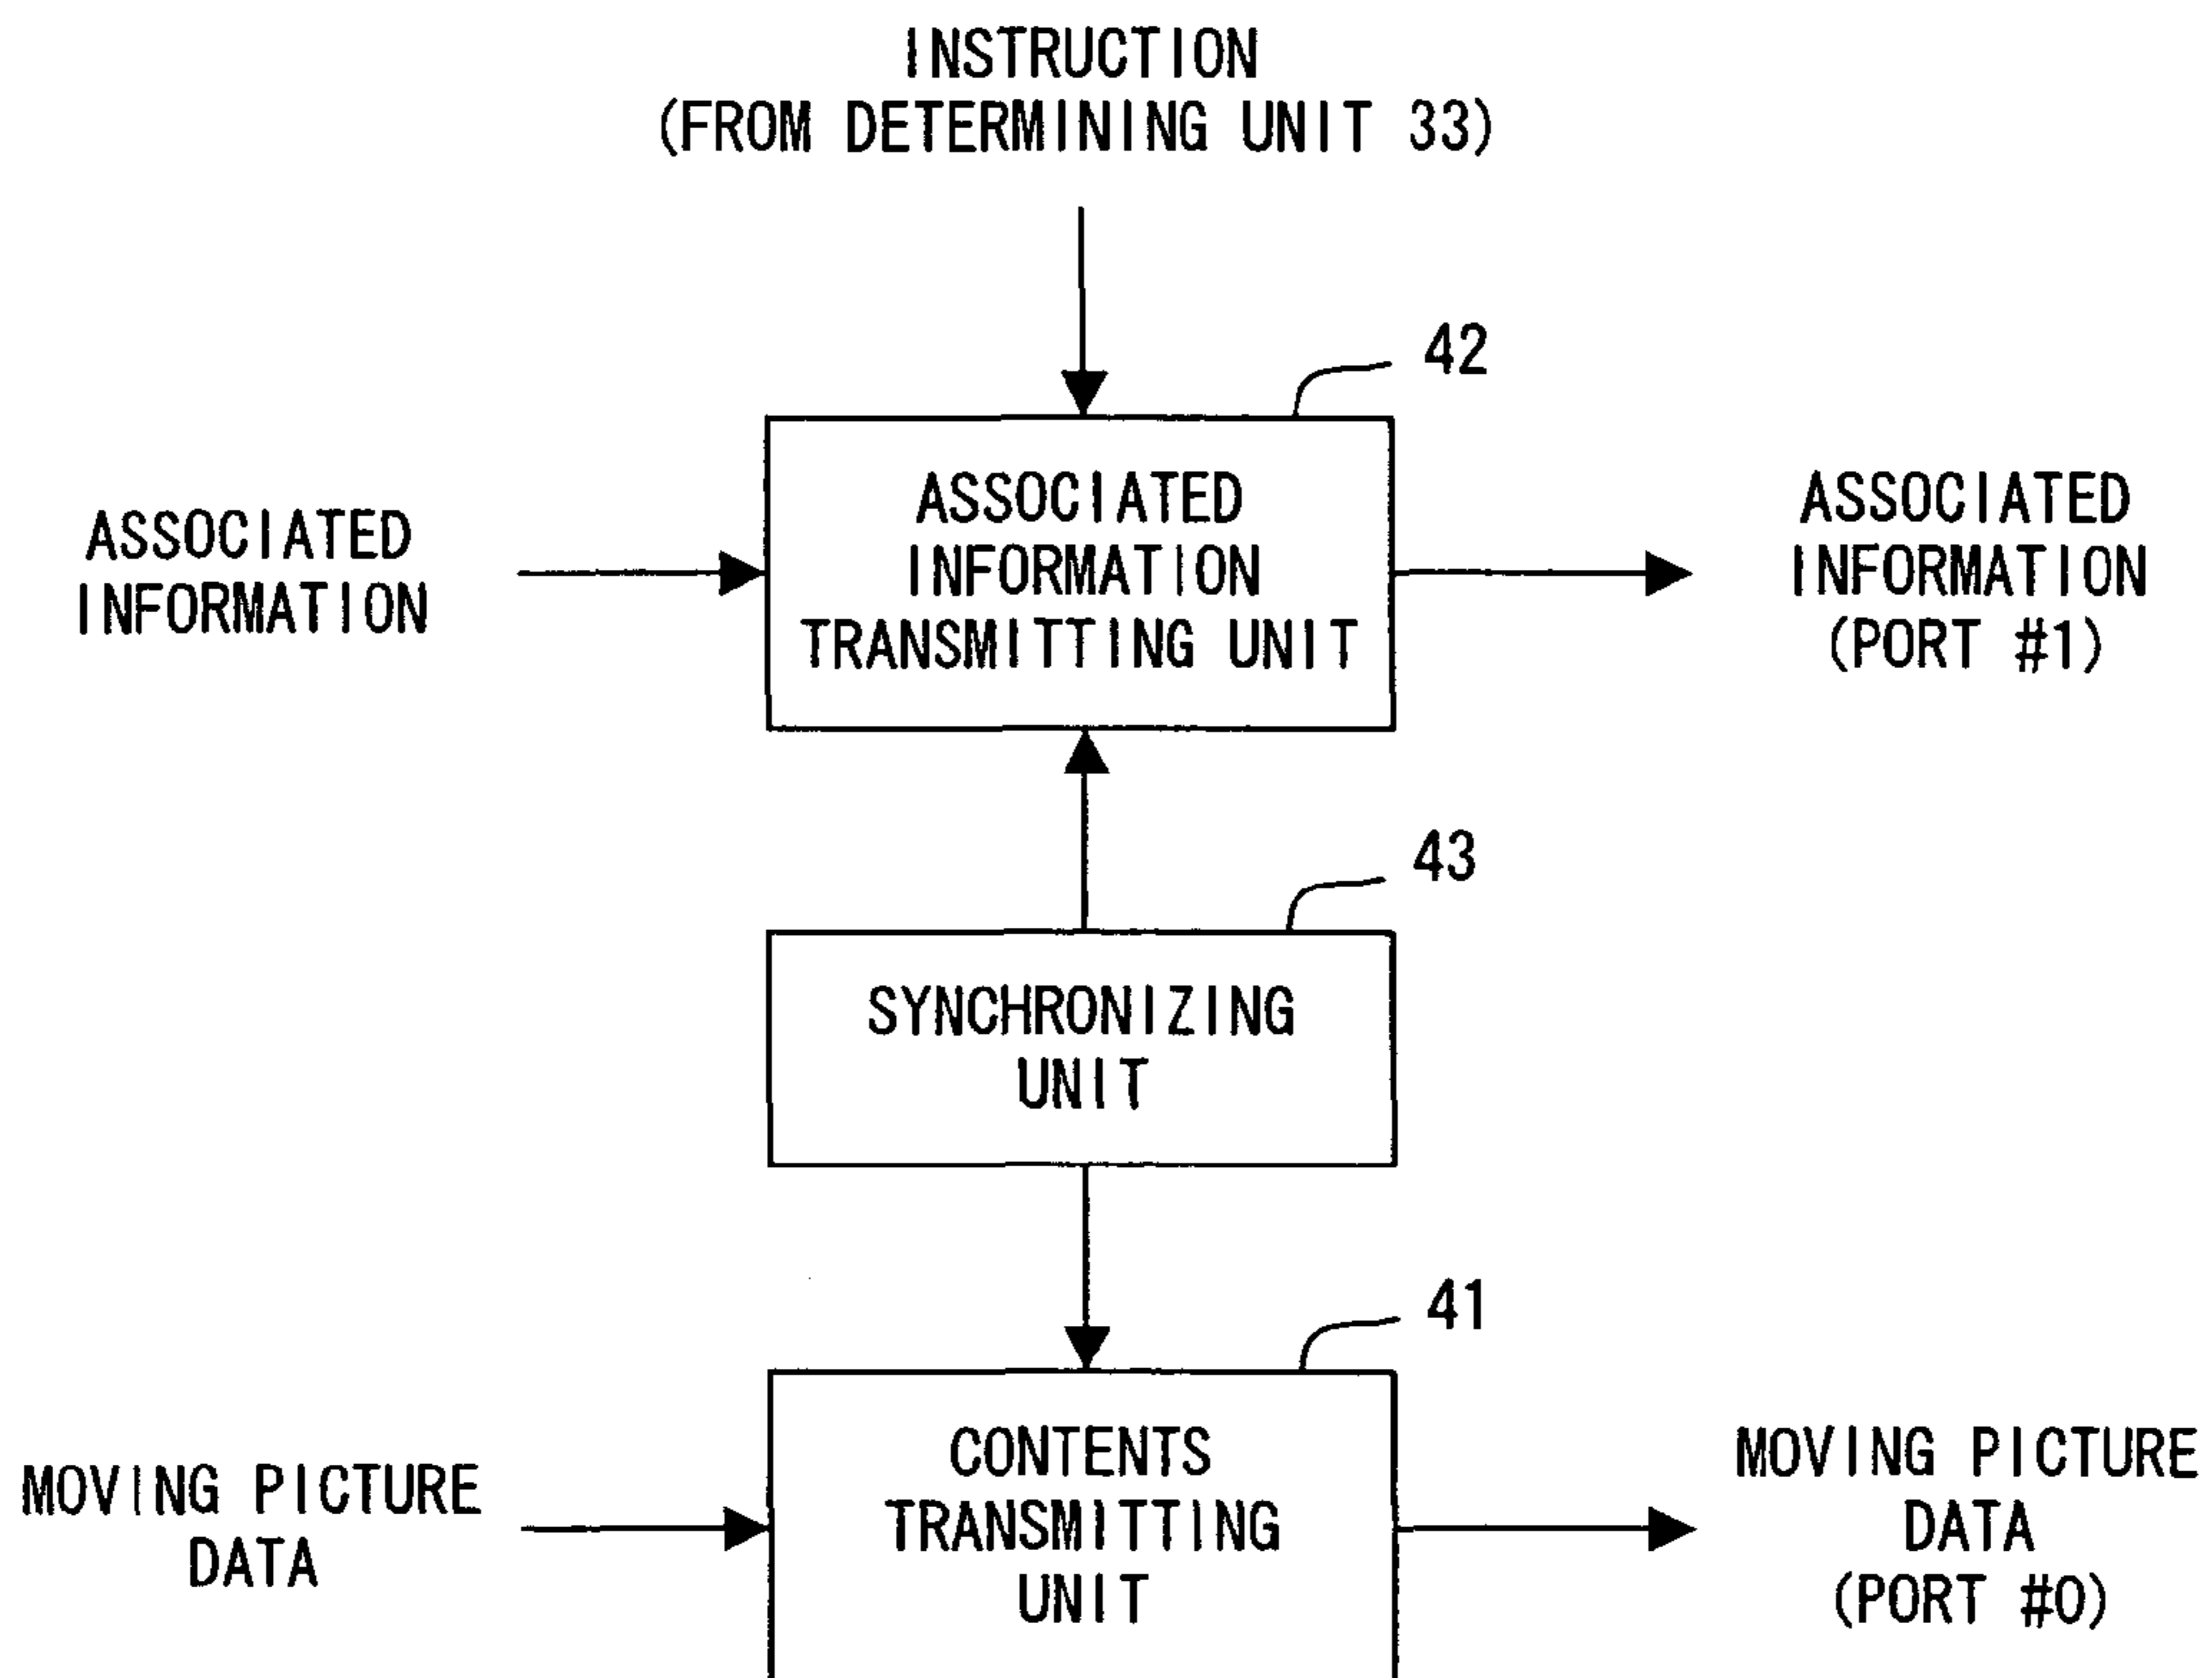 INSTRUCTION
(FROM DETERMINING UNIT 33)
42
ASSOCIATED
INFORMATION
ASSOCIATED
INFORMATION
TRANSMITTING UNIT
ASSOCIATED
INFORMATION
(PORT #1)
43
SYNCHRONIZING
UNIT
41
MOVING PICTURE
DATA
CONTENTS
TRANSMITTING
UNIT
MOVING PICTURE
DATA
(PORT #0)